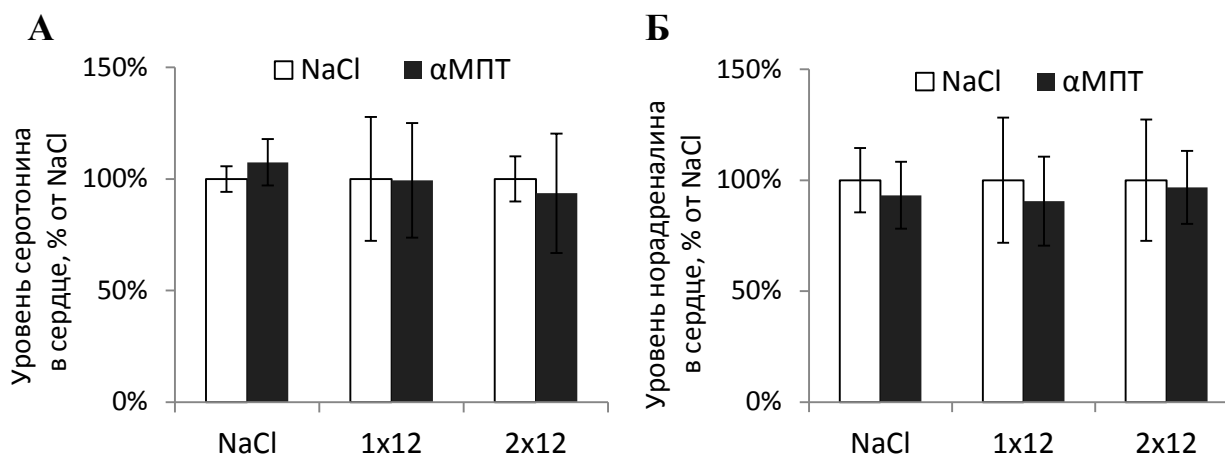 А
Уровень серотонина
в сердце, % от NaCl
150%
100%
50%
0%
NaCl αМПТ
NaCl 1x12 2x12
Б
Уровень норадреналина
в сердце, % от NaCl
150%
100%
50%
0%
NaCl αМПТ
NaCl 1x12 2x12